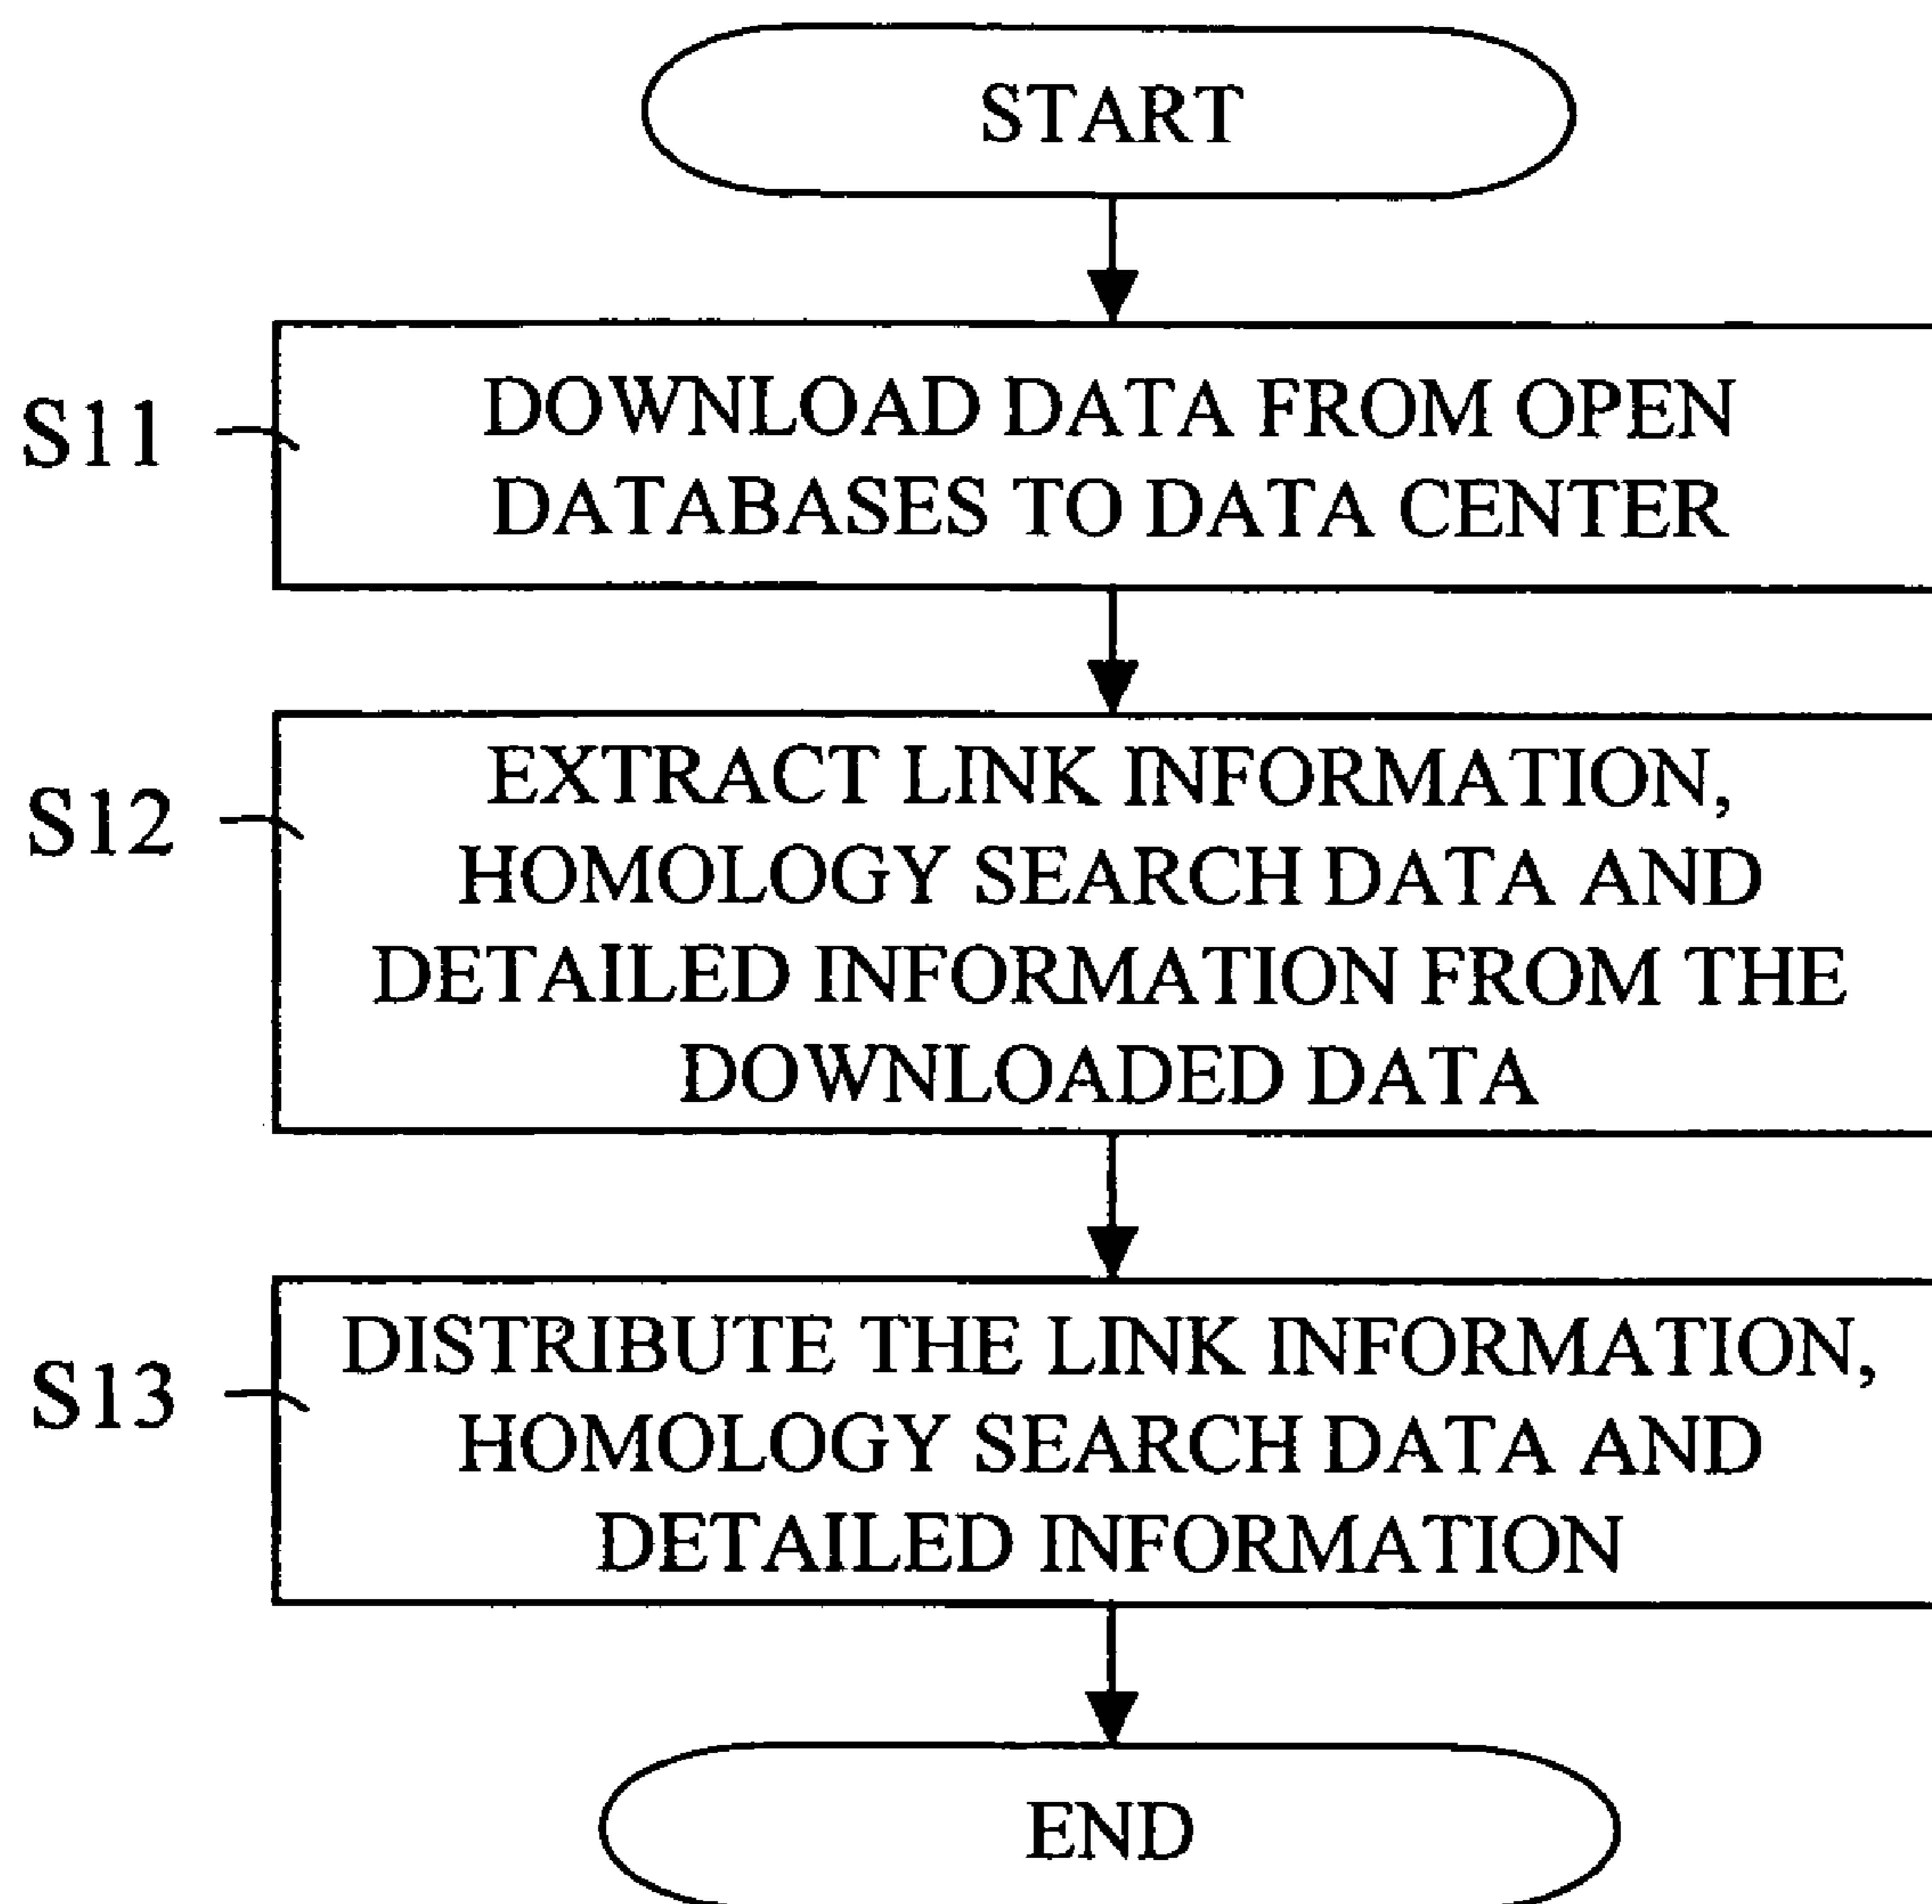 START
S11
DOWNLOAD DATA FROM OPEN
DATABASES TO DATA CENTER
S12
EXTRACT LINK INFORMATION,
HOMOLOGY SEARCH DATA AND
DETAILED INFORMATION FROM THE
DOWNLOADED DATA
S13
DISTRIBUTE THE LINK INFORMATION,
HOMOLOGY SEARCH DATA AND
DETAILED INFORMATION
END